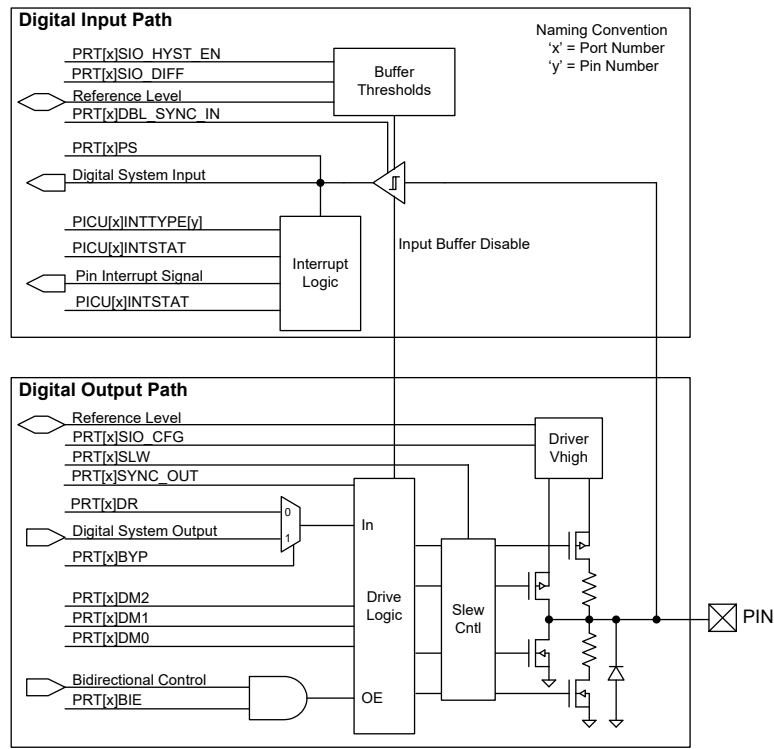 Digital Input Path
Naming Convention
'x' = Port Number
'y' = Pin Number
PRT[x]SIO_HYST_EN
PRT[x]SIO_DIFF
Reference Level
PRT[x]DBL_SYNC_IN
Buffer
Thresholds
PRT[x]PS
Digital System Input
PICU[x]INTTYPE[y]
PICU[x]INTSTAT
Pin Interrupt Signal
PICU[x]INTSTAT
Interrupt
Logic
Input Buffer Disable
Digital Output Path
Reference Level
PRT[x]SIO_CFG
PRT[x]SLW
PRT[x]SYNC_OUT
Driver
Vhigh
PRT[x]DR
Digital System Output
PRT[x]BYP
0
1
In
PRT[x]DM2
PRT[x]DM1
PRT[x]DM0
Drive
Logic
Slew
Cntl
PIN
Bidirectional Control
PRT[x]BIE
OE